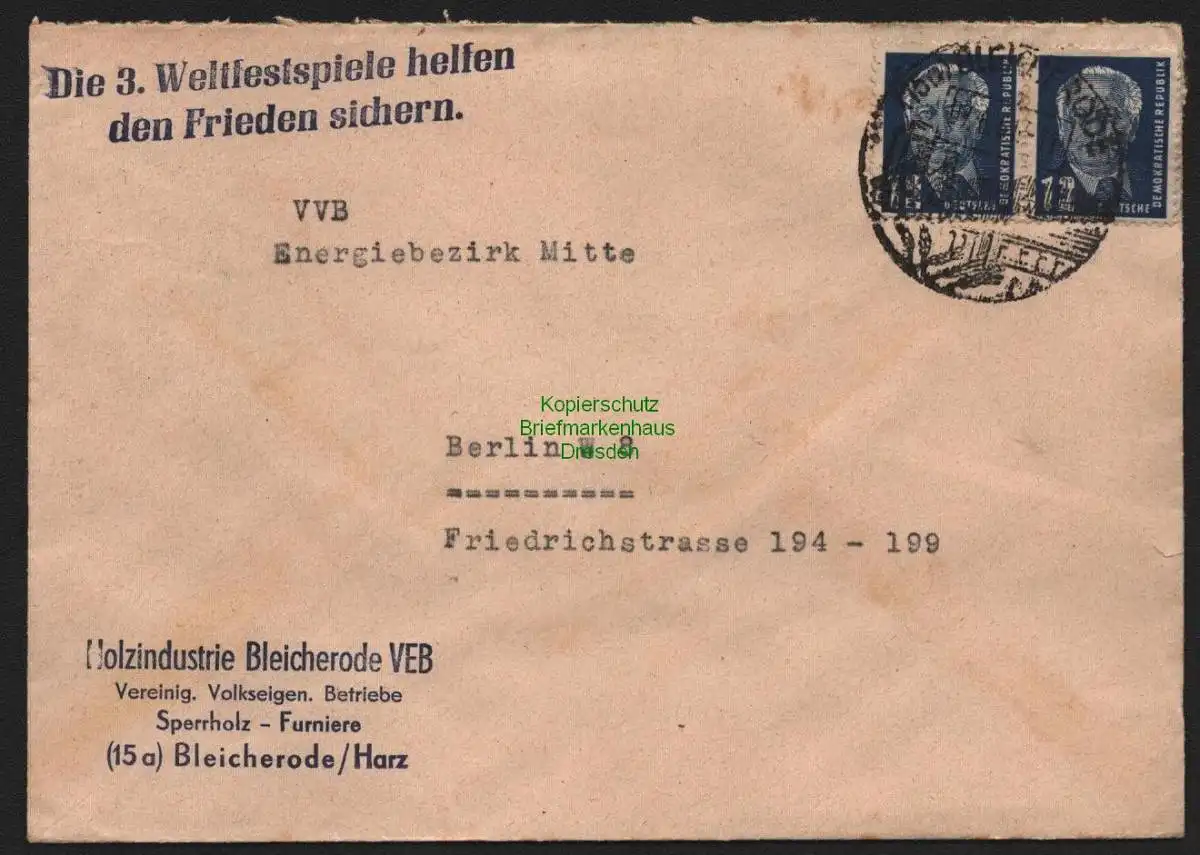 Die 3. Weltfestspiele helfen
den Frieden sichern.
DEUTSCHE
DEMOKRATISCHE REPUBLIK
12
DEUTSCHE
DEMOKRATISCHE REPUBLIK
VVB
Energiebezirk Mitte
Kopierschutz
Briefmarkenhaus
Dresden
Berlin W 8
==========
Friedrichstrasse 194 - 199
Holzindustrie Bleicherode VEB
Vereinig. Volkseigen. Betriebe
Sperrholz - Furniere
(15a) Bleicherode/Harz